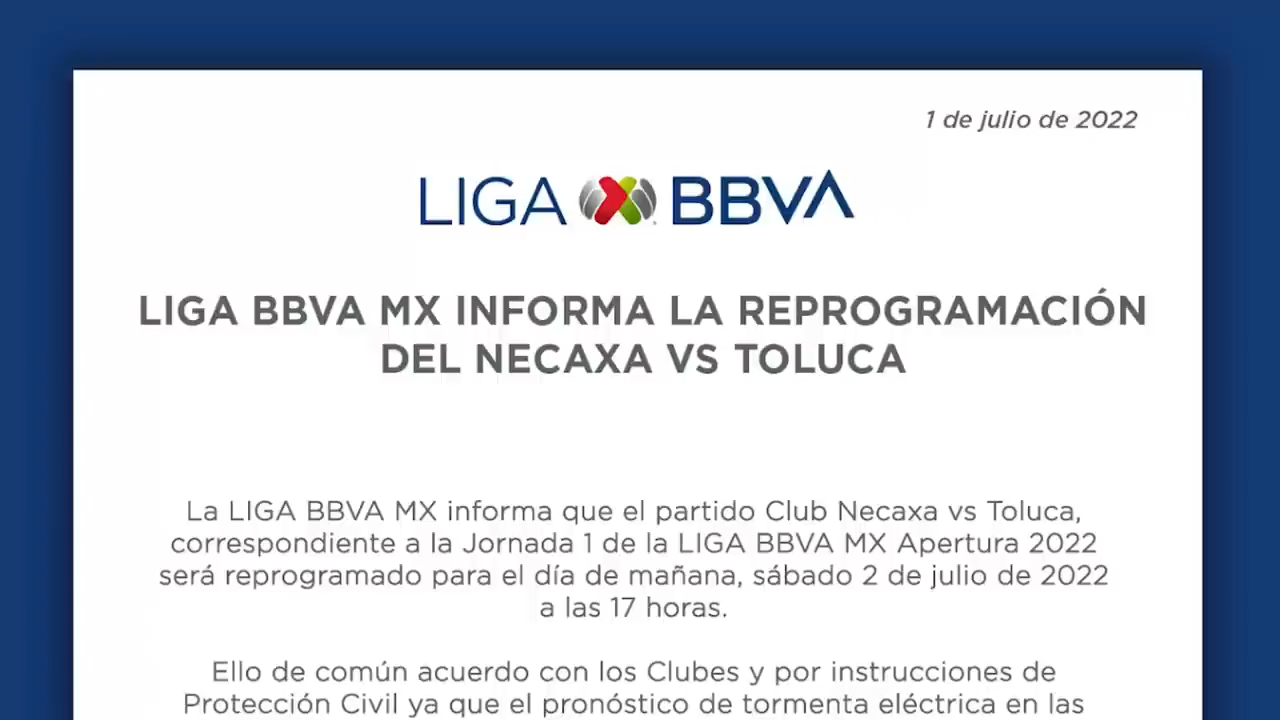 1 de julio de 2022
LIGA BBVA
LIGA BBVA MX INFORMA LA REPROGRAMACIÓN
DEL NECAXA VS TOLUCA
La LIGA BBVA MX informa que el partido Club Necaxa vs Toluca,
correspondiente a la Jornada 1 de la LIGA BBVA MX Apertura 2022
será reprogramado para el día de mañana, sábado 2 de julio de 2022
a las 17 horas.
Ello de común acuerdo con los Clubes y por instrucciones de
Protección Civil ya que el pronóstico de tormenta eléctrica en las